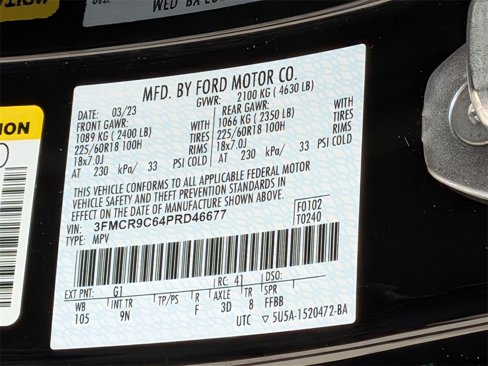 WED
MFD. BY FORD MOTOR CO.
DATE: 03/23 GVWR: 2100 KG ( 4630 LB)
FRONT GAWR: REAR GAWR:
1089 KG ( 2400 LB) WITH 1066 KG ( 2350 LB) WITH
225/60R18 100H TIRES 225/60R18 100H TIRES
18x7.0J RIMS 18x7.0J RIMS
AT 230 kPa/ 33 PSI COLD AT 230 kPa/ 33 PSI COLD
THIS VEHICLE CONFORMS TO ALL APPLICABLE FEDERAL MOTOR
VEHICLE SAFETY AND THEFT PREVENTION STANDARDS IN
EFFECT ON THE DATE OF MANUFACTURE SHOWN ABOVE.
VIN: 3FMCR9C64PRD46677 F0102
TYPE: MPV T0240
EXT PNT: G1 RC: 41 DSO:
WB INT TR TP/PS R AXLE TR SPR
105 9N F 3D 8 FFBB
UTC ▽ 5U5A-1520472-BA
ION